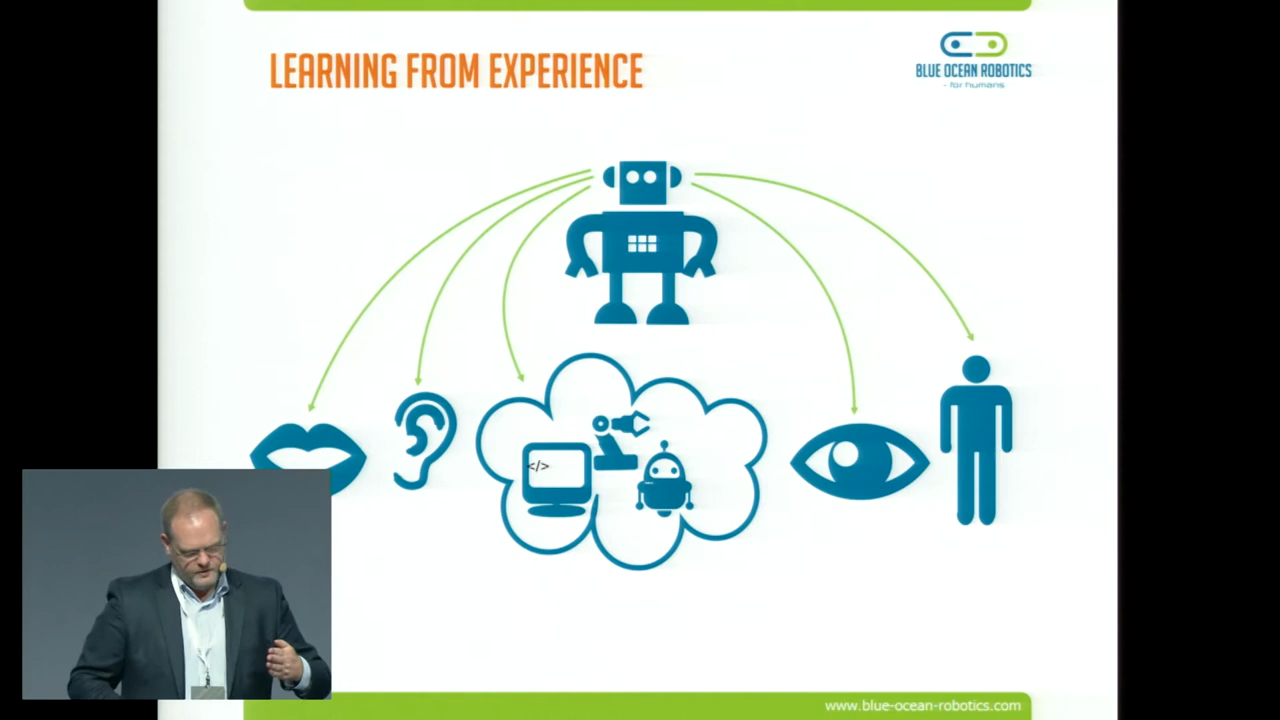 LEARNING FROM EXPERIENCE
BLUE OCEAN ROBOTICS
- for humans
</>
www.blue-ocean-robotics.com